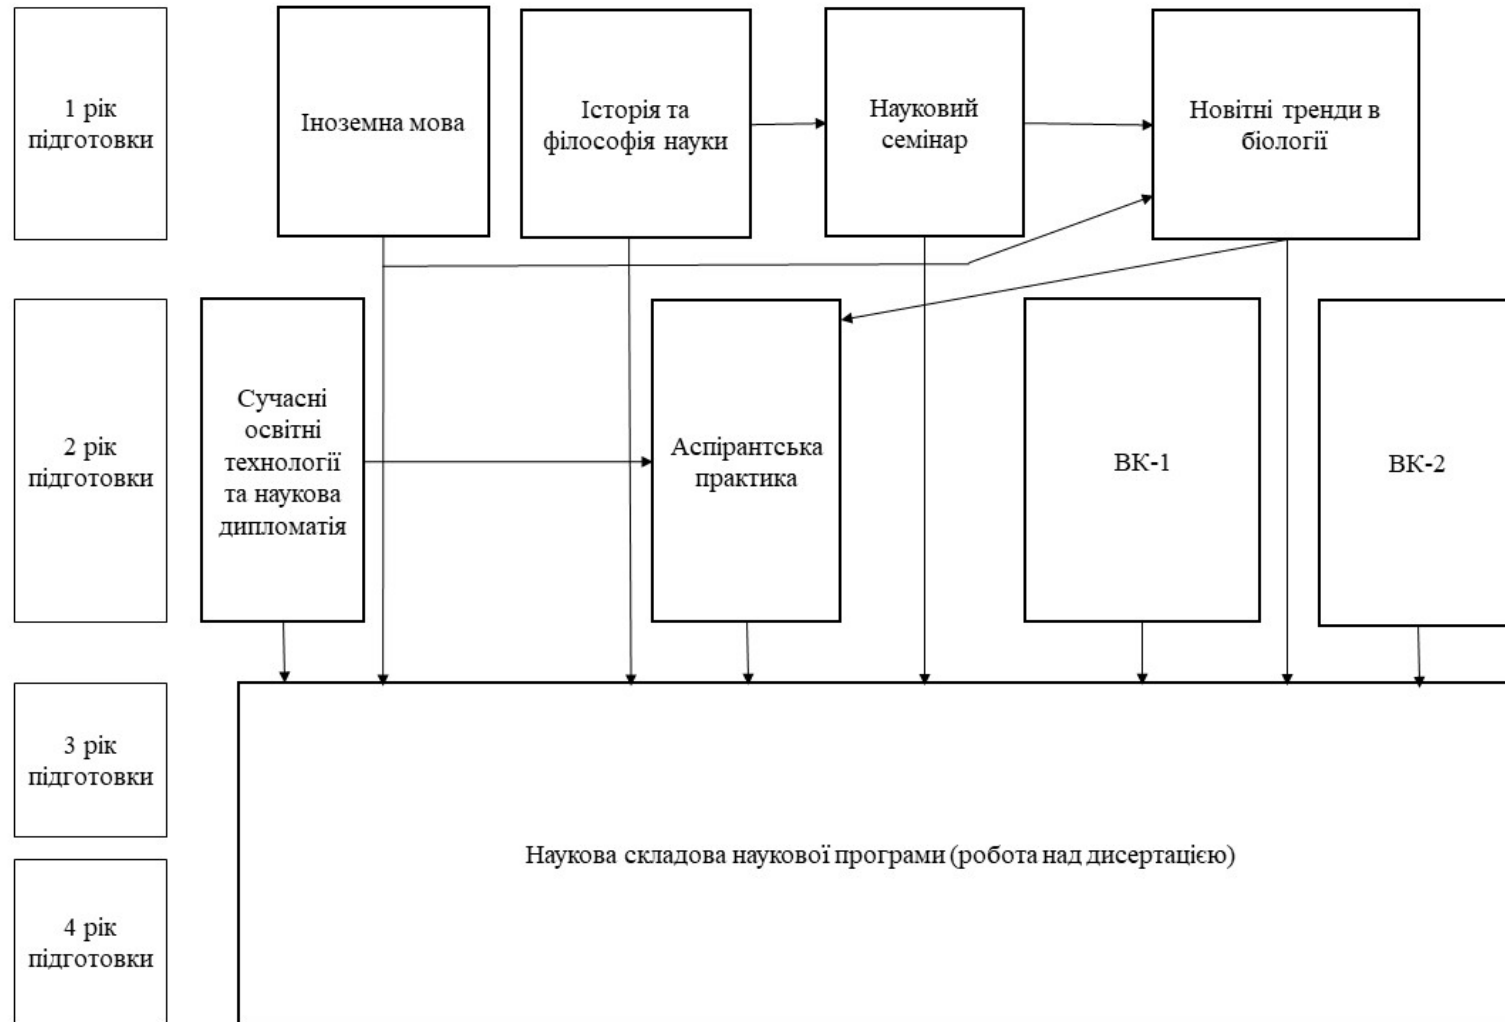 1 рік
підготовки
Іноземна мова
Історія та
філософія науки
Науковий
семінар
Новітні тренди в
біології
2 рік
підготовки
Сучасні
освітні
технології
та наукова
дипломатія
Аспірантська
практика
ВК-1
ВК-2
3 рік
підготовки
Наукова складова наукової програми (робота над дисертацією)
4 рік
підготовки